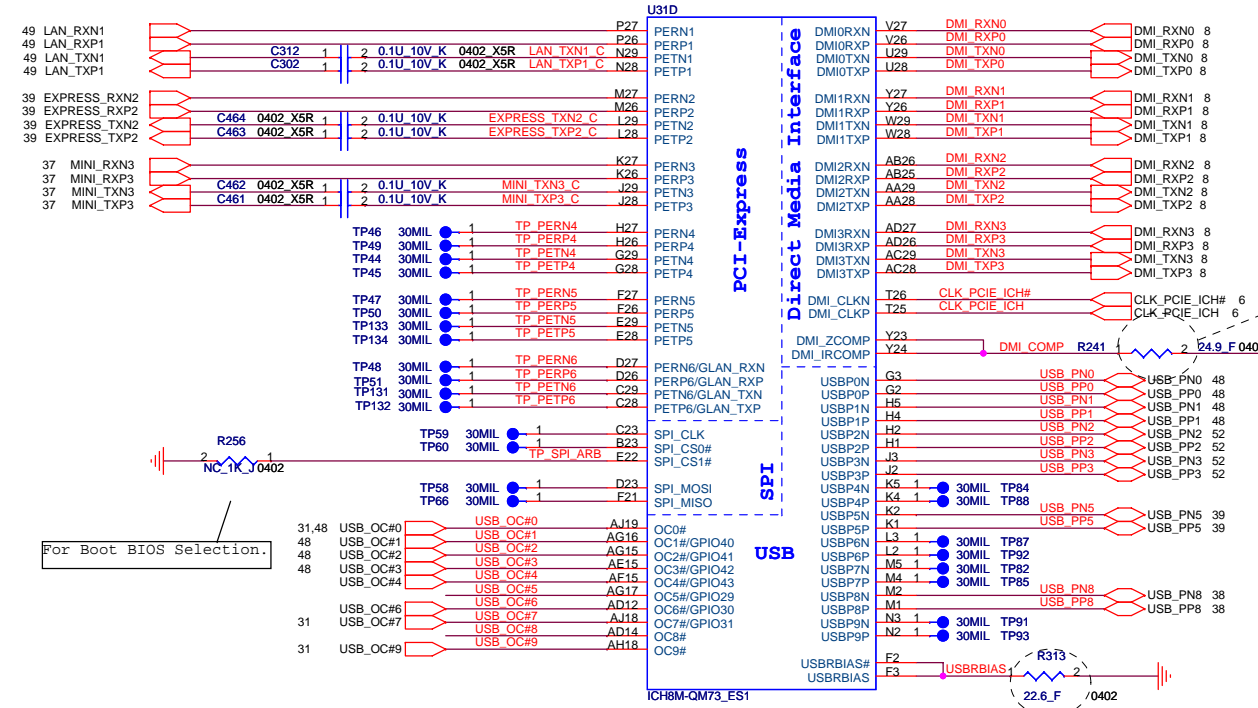 U31D
49 LAN_RXN1 P27 PERN1 DMI0RXN V27 DMI_RXN0 DMI_RXN0 8
49 LAN_RXP1 P26 PERP1 DMI0RXP V26 DMI_RXP0 DMI_RXP0 8
49 LAN_TXN1 C312 1 2 0.1U_10V_K 0402_X5R LAN_TXN1_C N29 PETN1 DMI0TXN U29 DMI_TXN0 DMI_TXN0 8
49 LAN_TXP1 C302 1 2 0.1U_10V_K 0402_X5R LAN_TXP1_C N28 PETP1 DMI0TXP U28 DMI_TXP0 DMI_TXP0 8
39 EXPRESS_RXN2 M27 PERN2 DMI1RXN Y27 DMI_RXN1 DMI_RXN1 8
39 EXPRESS_RXP2 M26 PERP2 DMI1RXP Y26 DMI_RXP1 DMI_RXP1 8
39 EXPRESS_TXN2 C464 0402_X5R 1 2 0.1U_10V_K EXPRESS_TXN2_C L29 PETN2 DMI1TXN W29 DMI_TXN1 DMI_TXN1 8
39 EXPRESS_TXP2 C463 0402_X5R 1 2 0.1U_10V_K EXPRESS_TXP2_C L28 PETP2 DMI1TXP W28 DMI_TXP1 DMI_TXP1 8
37 MINI_RXN3 K27 PERN3 DMI2RXN AB26 DMI_RXN2 DMI_RXN2 8
37 MINI_RXP3 K26 PERP3 DMI2RXP AB25 DMI_RXP2 DMI_RXP2 8
37 MINI_TXN3 C462 0402_X5R 1 2 0.1U_10V_K MINI_TXN3_C J29 PETN3 DMI2TXN AA29 DMI_TXN2 DMI_TXN2 8
37 MINI_TXP3 C461 0402_X5R 1 2 0.1U_10V_K MINI_TXP3_C J28 PETP3 DMI2TXP AA28 DMI_TXP2 DMI_TXP2 8
TP46 30MIL 1 TP_PERN4 H27 PERN4 DMI3RXN AD27 DMI_RXN3 DMI_RXN3 8
TP49 30MIL 1 TP_PERP4 H26 PERP4 DMI3RXP AD26 DMI_RXP3 DMI_RXP3 8
TP44 30MIL 1 TP_PETN4 G29 PETN4 DMI3TXN AC29 DMI_TXN3 DMI_TXN3 8
TP45 30MIL 1 TP_PETP4 G28 PETP4 DMI3TXP AC28 DMI_TXP3 DMI_TXP3 8
PCI-Express
Direct Media Interface
TP47 30MIL 1 TP_PERN5 F27 PERN5 DMI_CLKN T26 CLK_PCIE_ICH# CLK_PCIE_ICH# 6
TP50 30MIL 1 TP_PERP5 F26 PERP5 DMI_CLKP T25 CLK_PCIE_ICH CLK_PCIE_ICH 6
TP133 30MIL 1 TP_PETN5 E29 PETN5 DMI_ZCOMP Y23
TP134 30MIL 1 TP_PETP5 E28 PETP5 DMI_IRCOMP Y24 DMI_COMP R241 1 2 24.9_F 040
TP48 30MIL 1 TP_PERN6 D27 PERN6/GLAN_RXN
TP51 30MIL 1 TP_PERP6 D26 PERP6/GLAN_RXP USBP0N G3 USB_PN0 USB_PN0 48
TP131 30MIL 1 TP_PETN6 C29 PETN6/GLAN_TXN USBP0P G2 USB_PP0 USB_PP0 48
TP132 30MIL 1 TP_PETP6 C28 PETP6/GLAN_TXP USBP1N H5 USB_PN1 USB_PN1 48
USBP1P H4 USB_PP1 USB_PP1 48
TP59 30MIL 1 C23 SPI_CLK USBP2N H2 USB_PN2 USB_PN2 52
TP60 30MIL 1 B23 SPI_CS0# USBP2P H1 USB_PP2 USB_PP2 52
R256 2 1 NC_1K_J 0402 TP_SPI_ARB E22 SPI_CS1# USBP3N J3 USB_PN3 USB_PN3 52
USBP3P J2 USB_PP3 USB_PP3 52
SPI
TP58 30MIL 1 D23 SPI_MOSI USBP4N K5 1 30MIL TP84
TP66 30MIL 1 F21 SPI_MISO USBP4P K4 1 30MIL TP88
USBP5N K2 USB_PN5 USB_PN5 39
31,48 USB_OC#0 USB_OC#0 AJ19 OC0# USBP5P K1 USB_PP5 USB_PP5 39
48 USB_OC#1 USB_OC#1 AG16 OC1#/GPIO40 USBP6N L3 1 30MIL TP87
48 USB_OC#2 USB_OC#2 AG15 OC2#/GPIO41 USBP6P L2 1 30MIL TP92
48 USB_OC#3 USB_OC#3 AE15 OC3#/GPIO42 USBP7N M5 1 30MIL TP82
USB_OC#4 USB_OC#4 AF15 OC4#/GPIO43 USBP7P M4 1 30MIL TP85
USB
For Boot BIOS Selection.
USB_OC#5 AG17 OC5#/GPIO29 USBP8N M2 USB_PN8 USB_PN8 38
USB_OC#6 USB_OC#6 AD12 OC6#/GPIO30 USBP8P M1 USB_PP8 USB_PP8 38
31 USB_OC#7 USB_OC#7 AJ18 OC7#/GPIO31 USBP9N N3 1 30MIL TP91
USB_OC#8 AD14 OC8# USBP9P N2 1 30MIL TP93
31 USB_OC#9 USB_OC#9 AH18 OC9#
USBRBIAS# F2
USBRBIAS F3 USBRBIAS 1 R313 2
22.6_F 0402
ICH8M-QM73_ES1